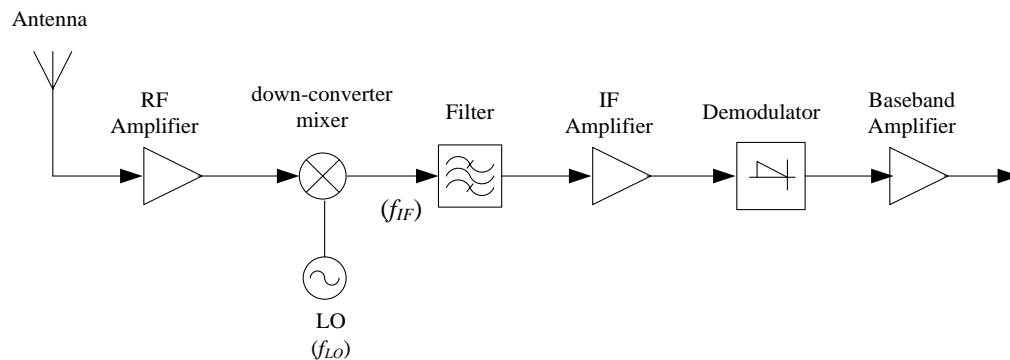 Antenna
RF
Amplifier
down-converter
mixer
Filter
IF
Amplifier
Demodulator
Baseband
Amplifier
(fIF)
LO
(fLO)